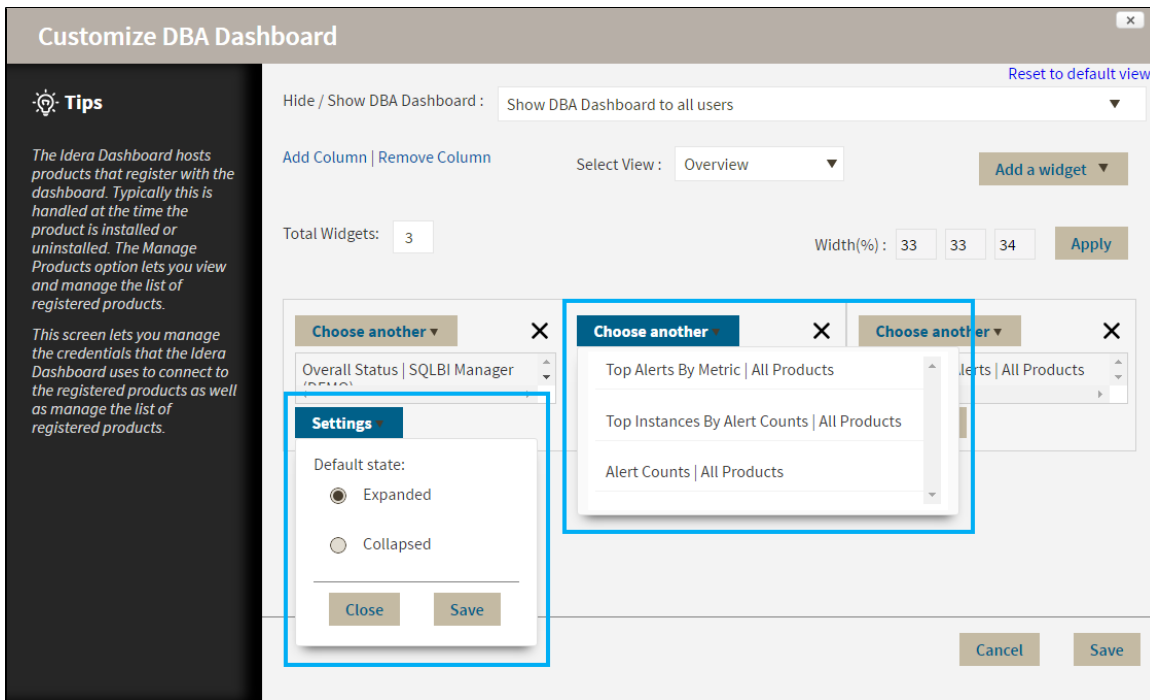 Customize DBA Dashboard
Tips
The Idera Dashboard hosts
products that register with the
dashboard. Typically this is
handled at the time the
product is installed or
uninstalled. The Manage
Products option lets you view
and manage the list of
registered products.
This screen lets you manage
the credentials that the Idera
Dashboard uses to connect to
the registered products as well
as manage the list of
registered products.
Reset to default view
Hide / Show DBA Dashboard :
Show DBA Dashboard to all users
Add Column | Remove Column
Select View :
Overview
Add a widget
Total Widgets:
3
Width(%) :
33
33
34
Apply
Choose another
Overall Status | SQLBI Manager
(DEMO)
Settings
Default state:
Expanded
Collapsed
Close
Save
Choose another
Top Alerts By Metric | All Products
Top Instances By Alert Counts | All Products
Alert Counts | All Products
Choose another
lerts | All Products
Cancel
Save